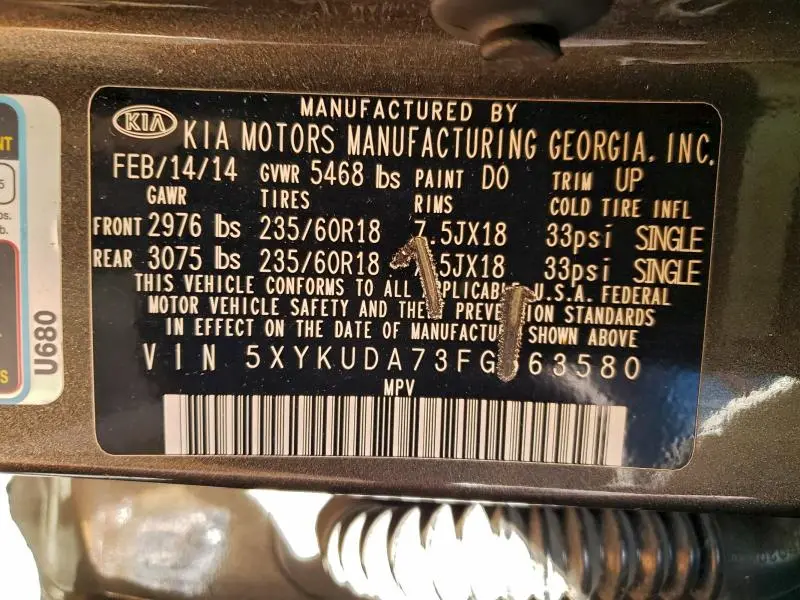 MANUFACTURED BY
KIA KIA MOTORS MANUFACTURING GEORGIA, INC.
FEB/14/14 GVWR 5468 lbs PAINT D0 TRIM UP
GAWR TIRES RIMS COLD TIRE INFL
FRONT 2976 lbs 235/60R18 7.5JX18 33psi SINGLE
REAR 3075 lbs 235/60R18 .5JX18 33psi SINGLE
THIS VEHICLE CONFORMS TO ALL U.S.A. FEDERAL
MOTOR VEHICLE SAFETY AND STANDARDS
IN EFFECT ON THE DATE OF SHOWN ABOVE
VIN 5XYKUDA73FG 63580
MPV
U680